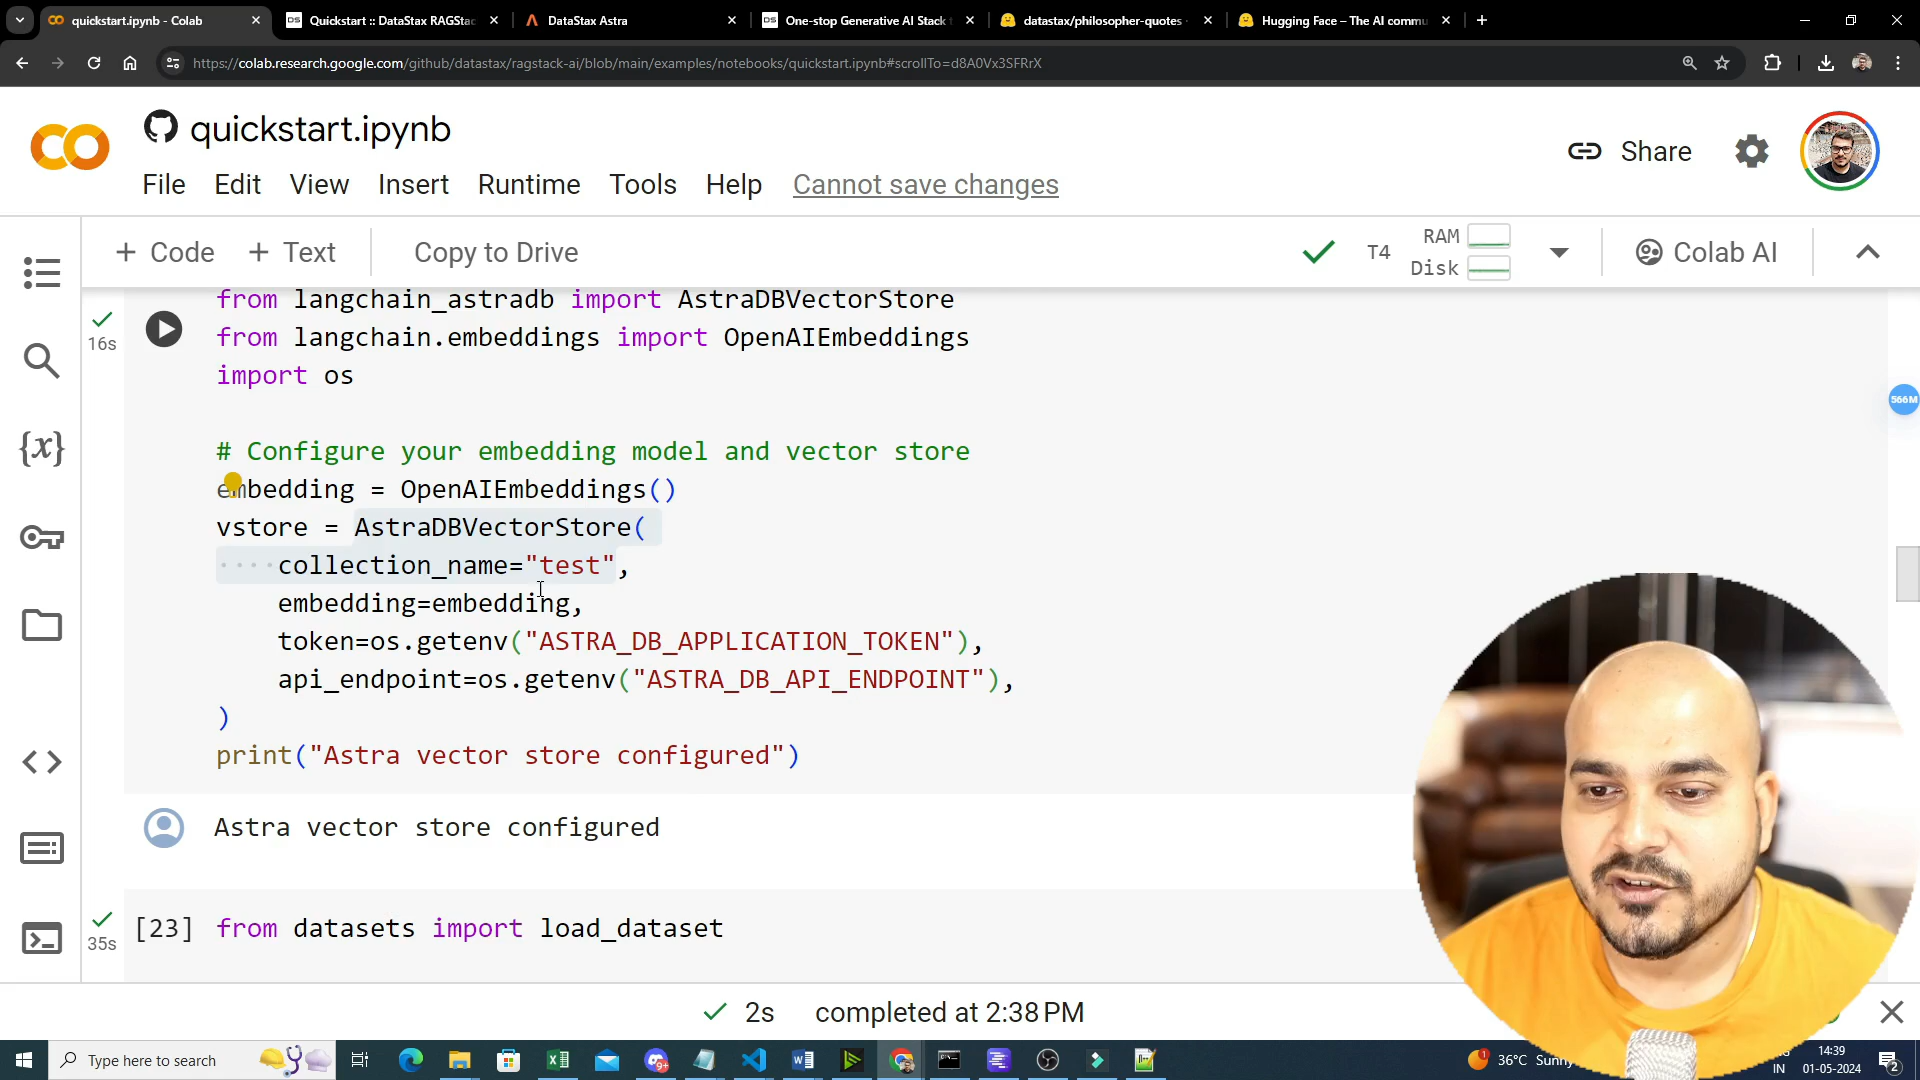 quickstart.ipynb - Colab
Quickstart :: DataStax RAGStac
DataStax Astra
One-stop Generative AI Stack
datastax/philosopher-quotes
Hugging Face – The AI commu
https://colab.research.google.com/github/datastax/ragstack-ai/blob/main/examples/notebooks/quickstart.ipynb#scrollTo=d8A0Vx3SFRrX
quickstart.ipynb
Share
File Edit View Insert Runtime Tools Help Cannot save changes
+ Code + Text Copy to Drive
T4
RAM
Disk
Colab AI
16s
from langchain_astradb import AstraDBVectorStore
from langchain.embeddings import OpenAIEmbeddings
import os
# Configure your embedding model and vector store
embedding = OpenAIEmbeddings()
vstore = AstraDBVectorStore(
collection_name="test",
embedding=embedding,
token=os.getenv("ASTRA_DB_APPLICATION_TOKEN"),
api_endpoint=os.getenv("ASTRA_DB_API_ENDPOINT"),
)
print("Astra vector store configured")
Astra vector store configured
566M
35s
[23] from datasets import load_dataset
2s completed at 2:38 PM
Type here to search
36°C Sunny
IN
14:39
01-05-2024
2